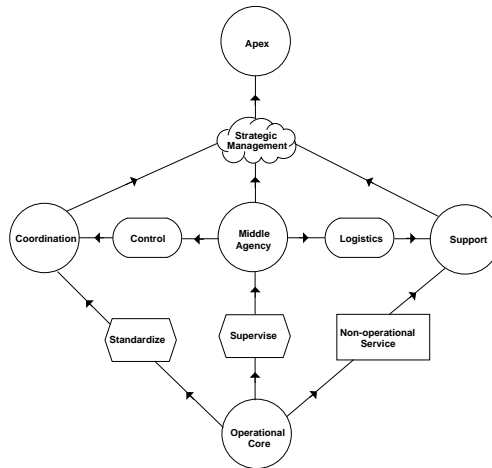 Apex
Strategic
Management
Coordination
Control
Middle
Agency
Logistics
Support
Standardize
Supervise
Non-operational
Service
Operational
Core